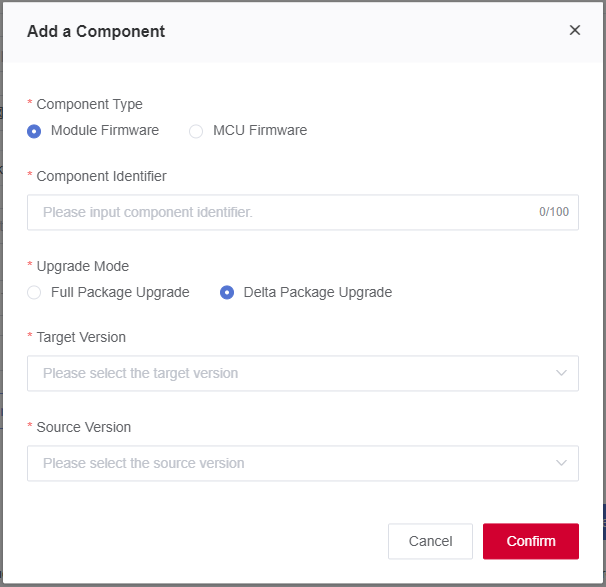 Add a Component
* Component Type
Module Firmware MCU Firmware
* Component Identifier
Please input component identifier. 0/100
* Upgrade Mode
Full Package Upgrade Delta Package Upgrade
* Target Version
Please select the target version
* Source Version
Please select the source version
Cancel Confirm